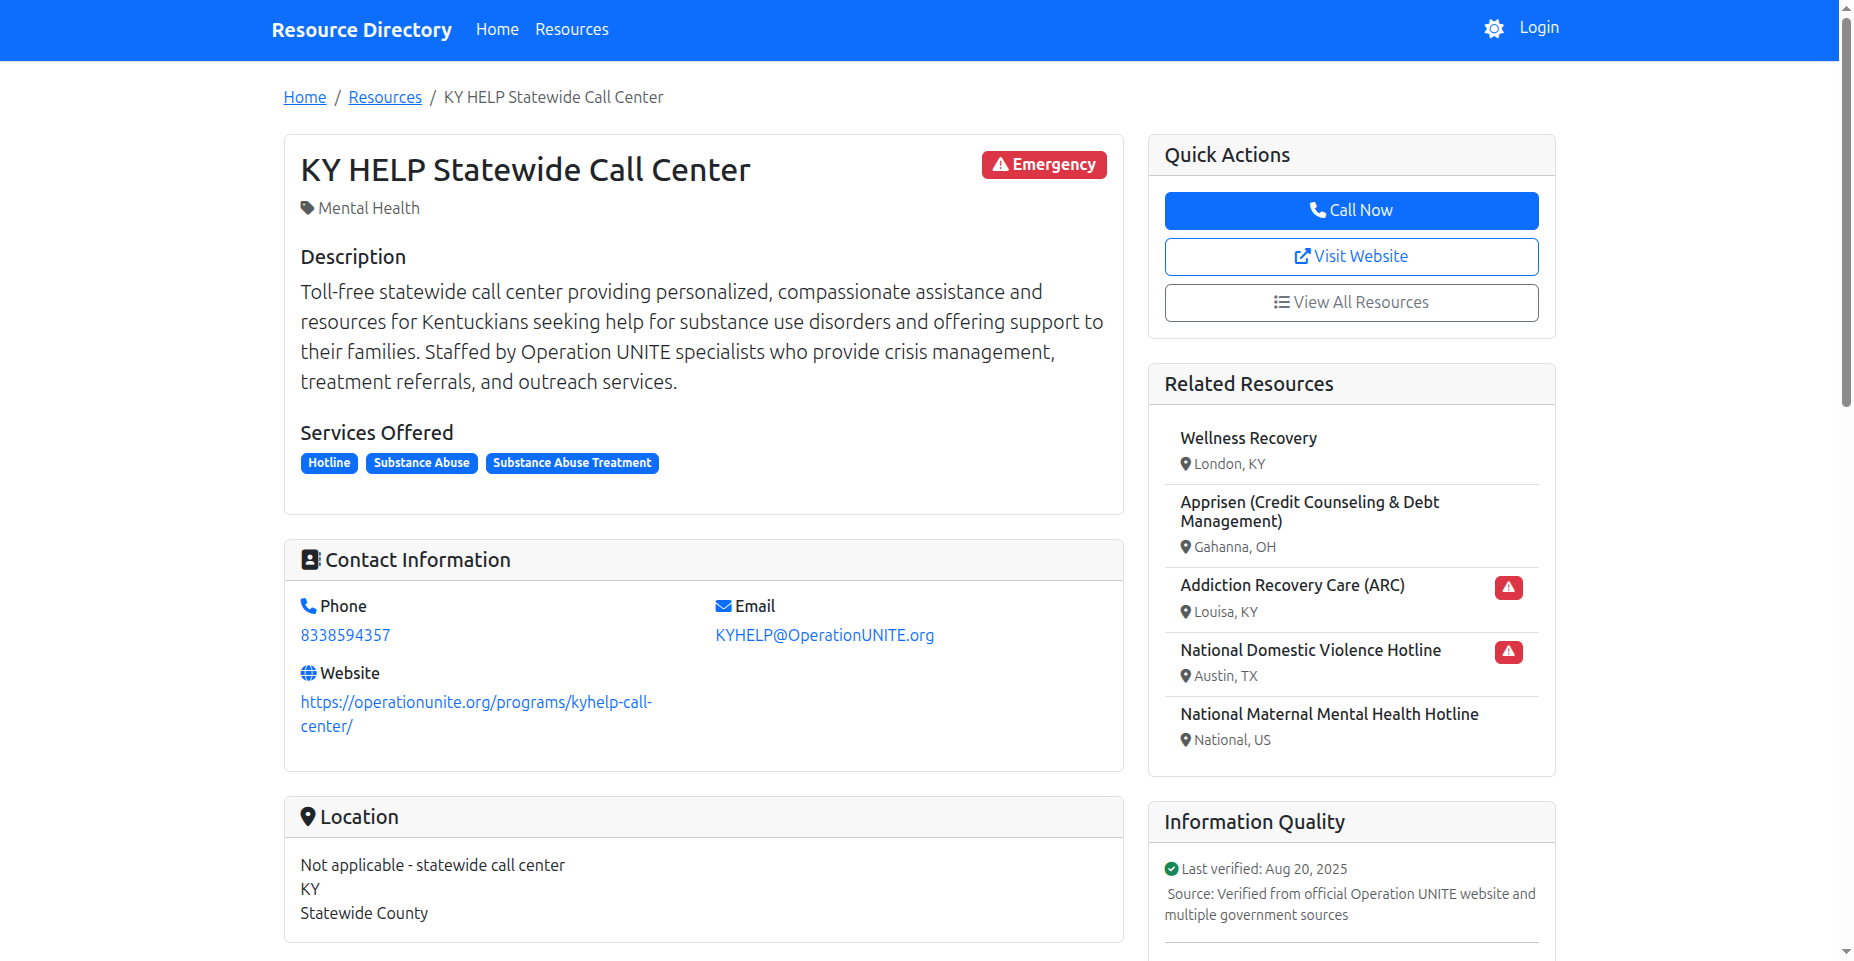 Resource Directory
Home
Resources
Login
Home / Resources / KY HELP Statewide Call Center
KY HELP Statewide Call Center
Emergency
Mental Health
Description
Toll-free statewide call center providing personalized, compassionate assistance and
resources for Kentuckians seeking help for substance use disorders and offering support to
their families. Staffed by Operation UNITE specialists who provide crisis management,
treatment referrals, and outreach services.
Services Offered
Hotline
Substance Abuse
Substance Abuse Treatment
Contact Information
Phone
8338594357
Email
KYHELP@OperationUNITE.org
Website
https://operationunite.org/programs/kyhelp-call-
center/
Location
Not applicable - statewide call center
KY
Statewide County
Quick Actions
Call Now
Visit Website
View All Resources
Related Resources
Wellness Recovery
London, KY
Apprisen (Credit Counseling & Debt
Management)
Gahanna, OH
Addiction Recovery Care (ARC)
Louisa, KY
National Domestic Violence Hotline
Austin, TX
National Maternal Mental Health Hotline
National, US
Information Quality
Last verified: Aug 20, 2025
Source: Verified from official Operation UNITE website and
multiple government sources